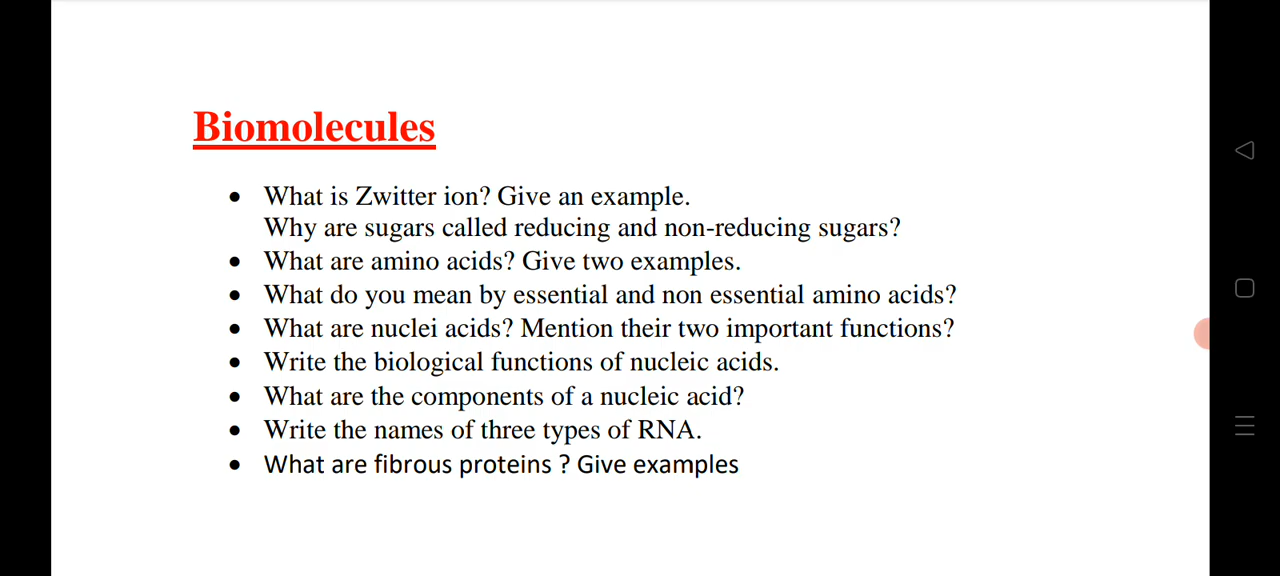 Biomolecules
• What is Zwitter ion? Give an example.
Why are sugars called reducing and non-reducing sugars?
• What are amino acids? Give two examples.
• What do you mean by essential and non essential amino acids?
• What are nuclei acids? Mention their two important functions?
• Write the biological functions of nucleic acids.
• What are the components of a nucleic acid?
• Write the names of three types of RNA.
• What are fibrous proteins ? Give examples